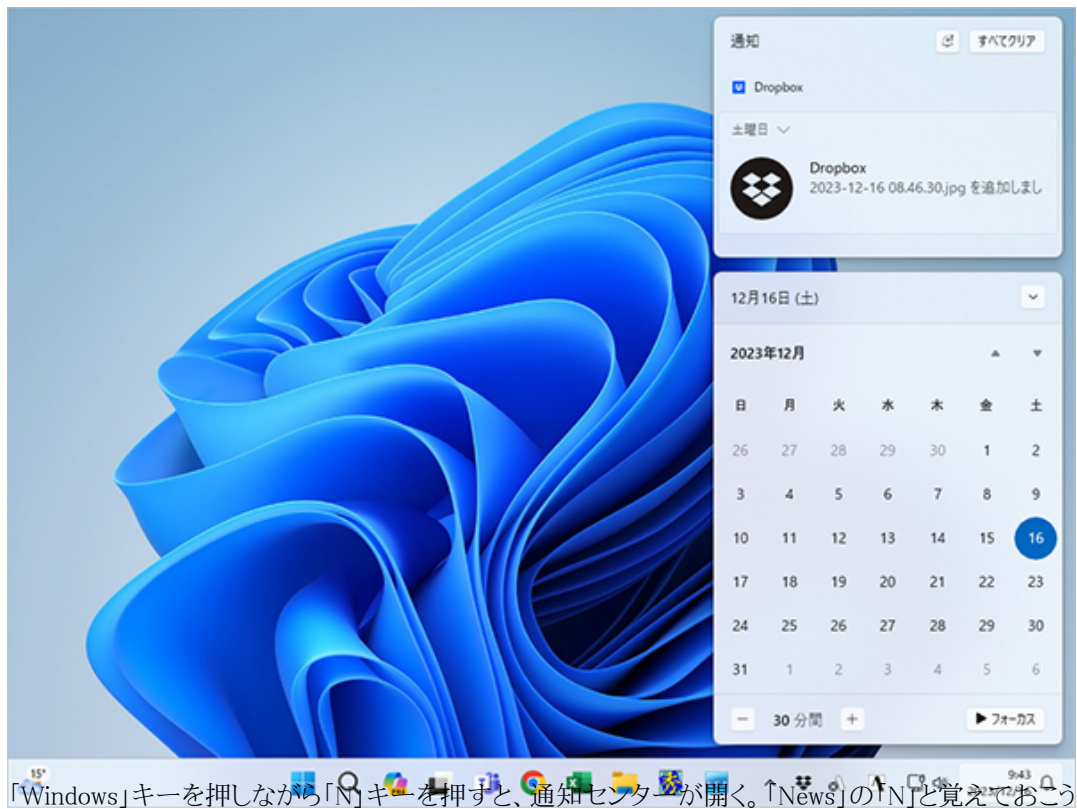 通知
すべてクリア
Dropbox
土曜日
Dropbox
2023-12-16 08.46.30.jpg を追加しまし
12月16日 (土)
2023年12月
日 月 火 水 木 金 土
26 27 28 29 30 1 2
3 4 5 6 7 8 9
10 11 12 13 14 15 16
17 18 19 20 21 22 23
24 25 26 27 28 29 30
31 1 2 3 4 5 6
30 分間
フォーカス
15°
9:43
2023/12/16
「Windows」キーを押しながら「N」キーを押すと、通知センターが開く。「News」の「N」と覚えておこう